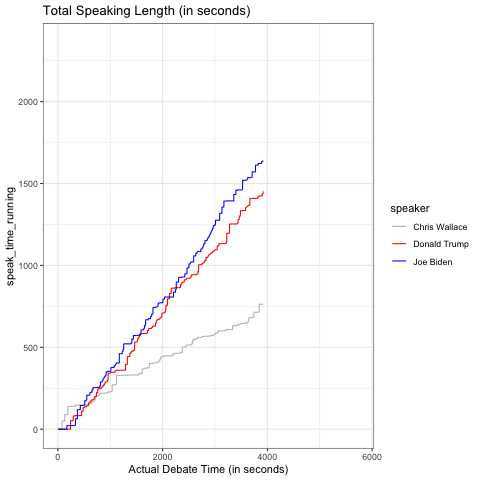 Total Speaking Length (in seconds)
speak_time_running
2000
1500
1000
500
0
0
2000
4000
6000
Actual Debate Time (in seconds)
speaker
Chris Wallace
Donald Trump
Joe Biden